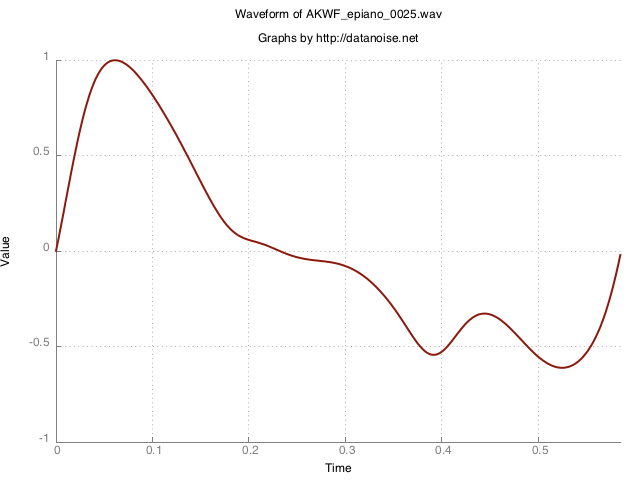 Waveform of AKWF_epiano_0025.wav
Graphs by http://datanoise.net
1
0.5
0
-0.5
-1
Value
0 0.1 0.2 0.3 0.4 0.5
Time